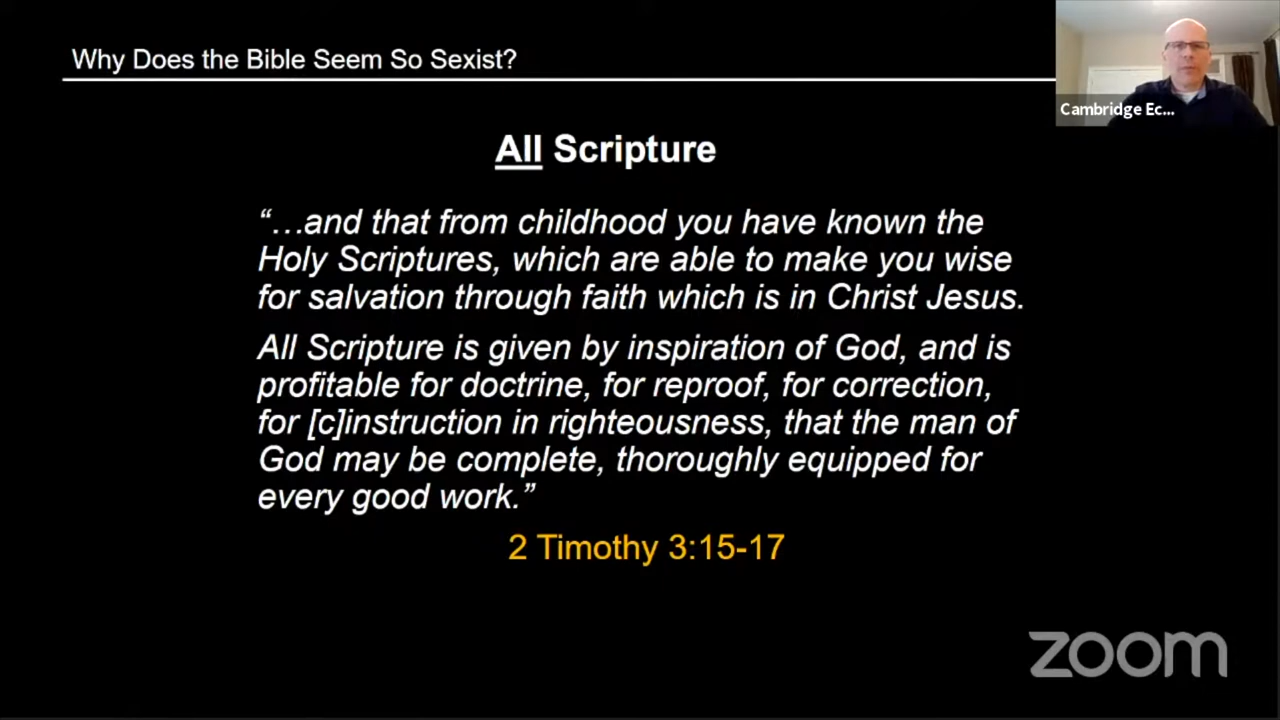 Why Does the Bible Seem So Sexist?
Cambridge Ec...
All Scripture
“…and that from childhood you have known the
Holy Scriptures, which are able to make you wise
for salvation through faith which is in Christ Jesus.
All Scripture is given by inspiration of God, and is
profitable for doctrine, for reproof, for correction,
for [c]instruction in righteousness, that the man of
God may be complete, thoroughly equipped for
every good work.”
2 Timothy 3:15-17
zoom